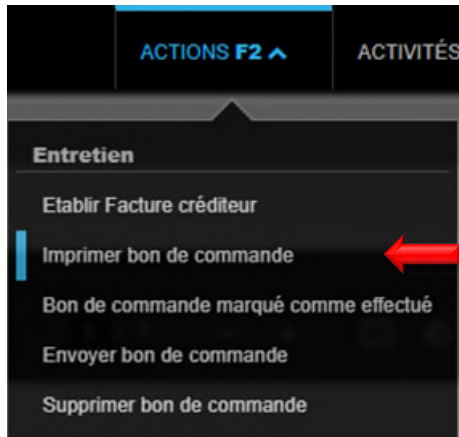 ACTIONS F2 ACTIVITÉS
Entretien
Etablir Facture créditeur
Imprimer bon de commande
Bon de commande marqué comme effectué
Envoyer bon de commande
Supprimer bon de commande